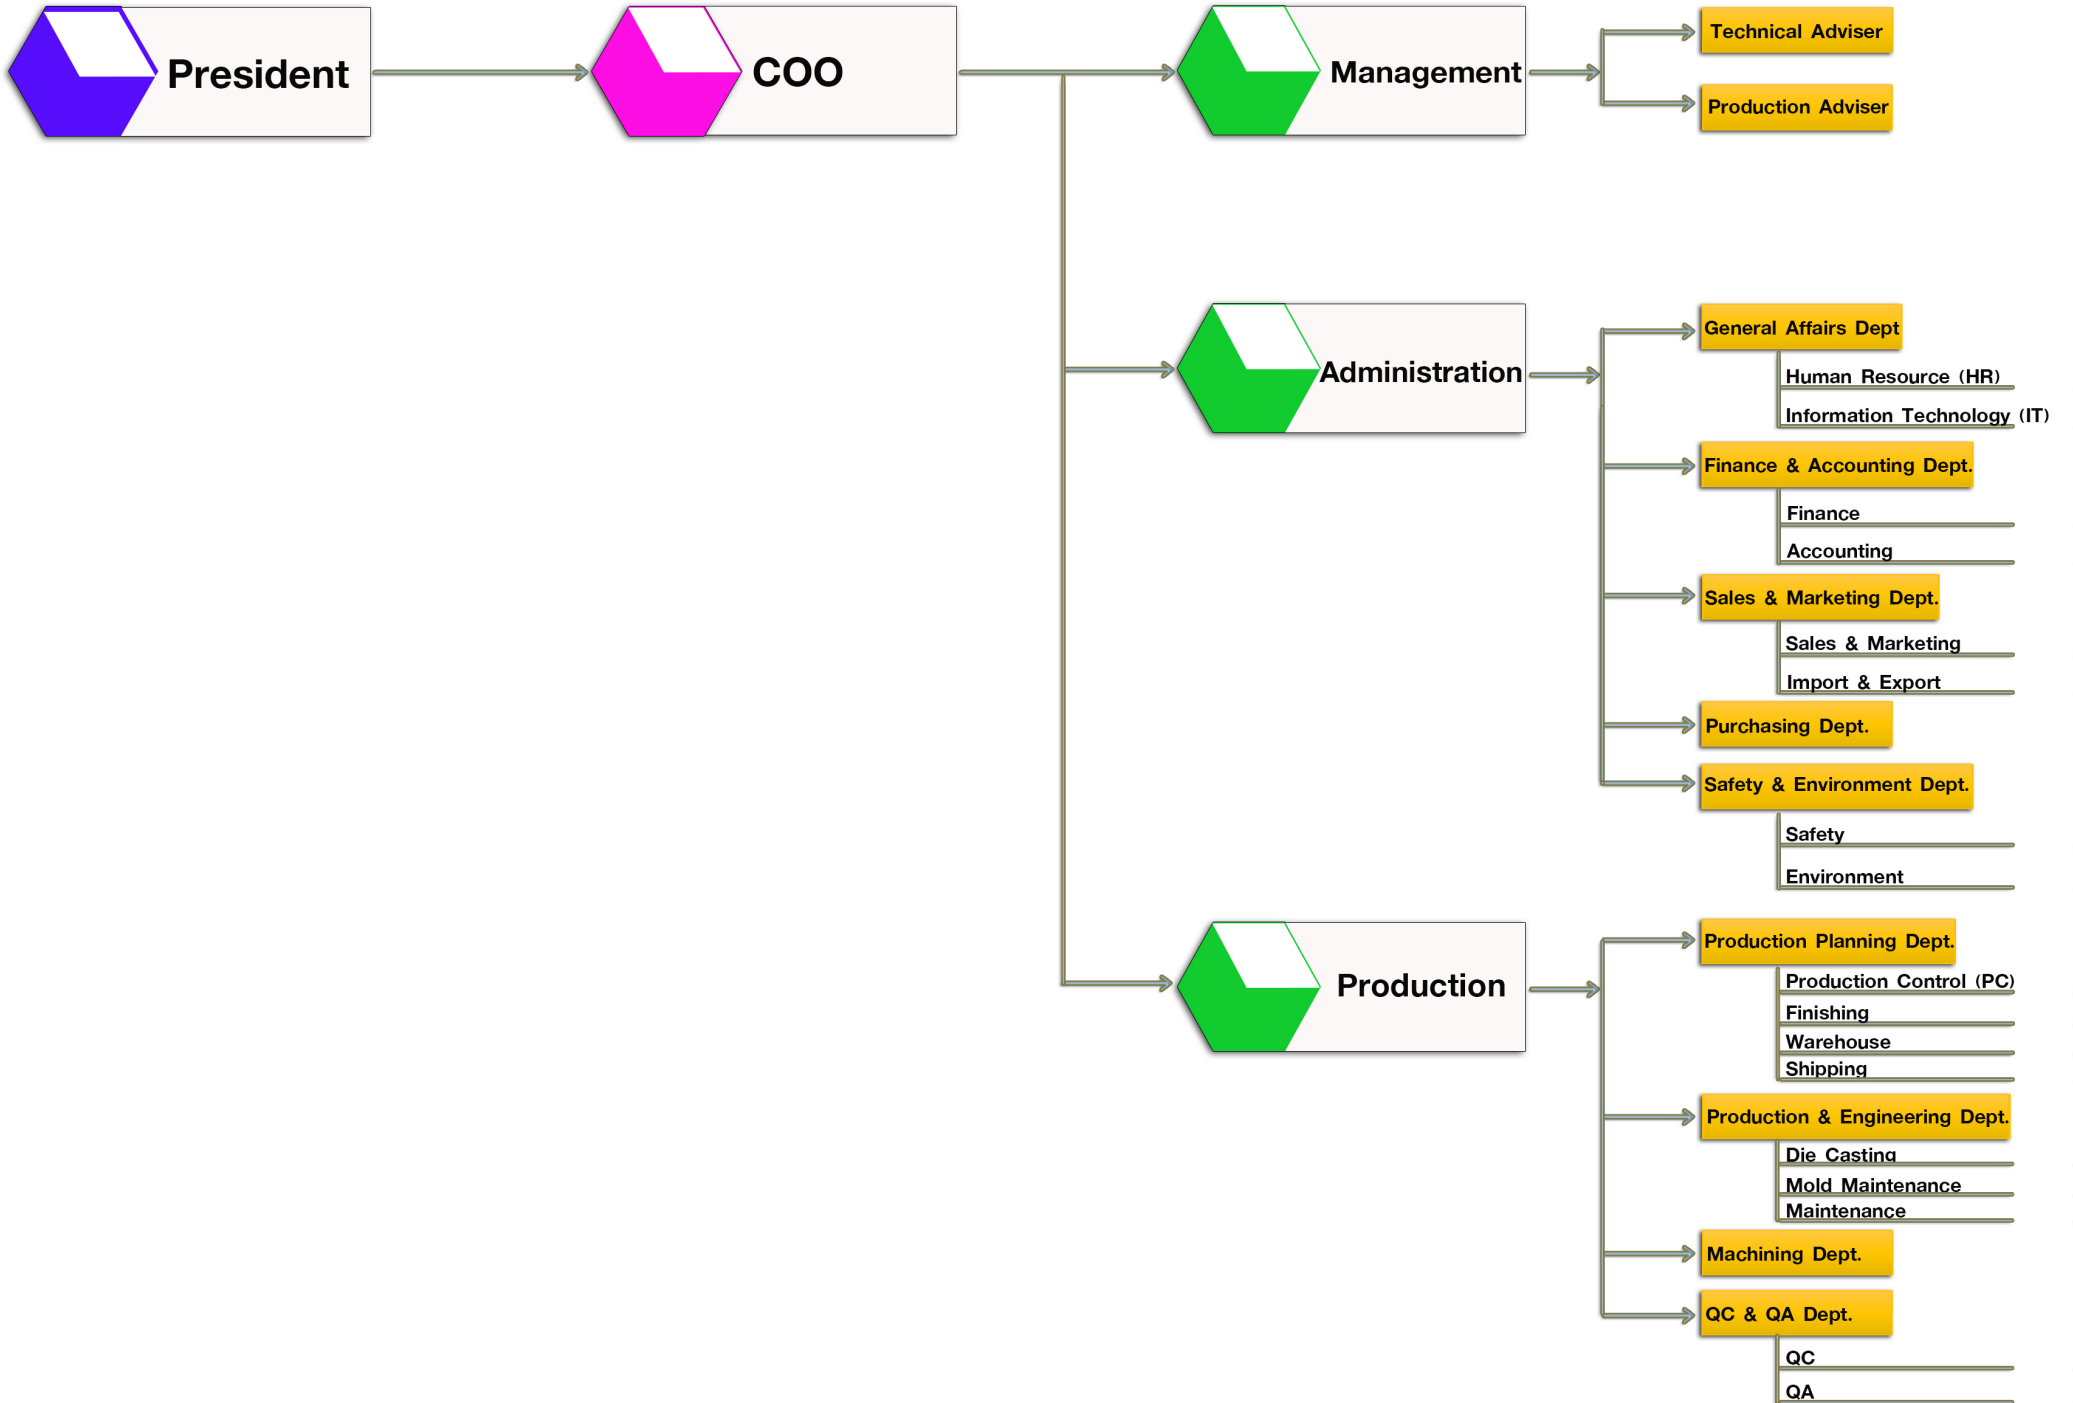 President
COO
Management
Technical Adviser
Production Adviser
Administration
General Affairs Dept
Human Resource (HR)
Information Technology (IT)
Finance & Accounting Dept.
Finance
Accounting
Sales & Marketing Dept.
Sales & Marketing
Import & Export
Purchasing Dept.
Safety & Environment Dept.
Safety
Environment
Production
Production Planning Dept.
Production Control (PC)
Finishing
Warehouse
Shipping
Production & Engineering Dept.
Die Casting
Mold Maintenance
Maintenance
Machining Dept.
QC & QA Dept.
QC
QA